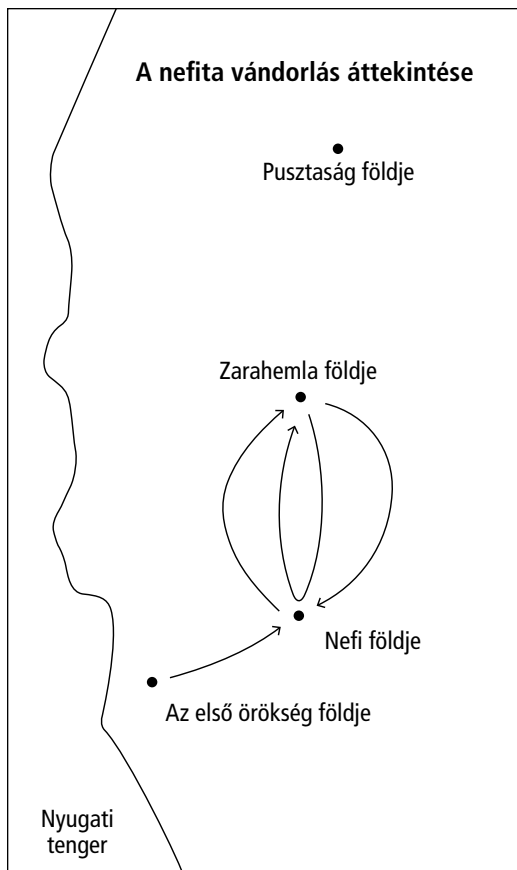 A nefita vándorlás áttekintése
Pusztaság földje
Zarahemla földje
Nefi földje
Az első örökség földje
Nyugati
tenger